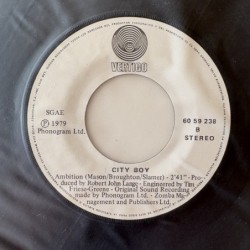 VERTIGO
SGAE
℗ 1979
Phonogram Ltd.
60 59 238
B
STEREO
CITY BOY
Ambition (Mason/Broughton/Slamer) - 2'41" - Pro-
duced by Robert John Lange - Engineered by Tim
Friese-Greene - Original Sound Recording
made by Phonogram Ltd. - Zomba Ma-
nagement and Publishers Ltd.